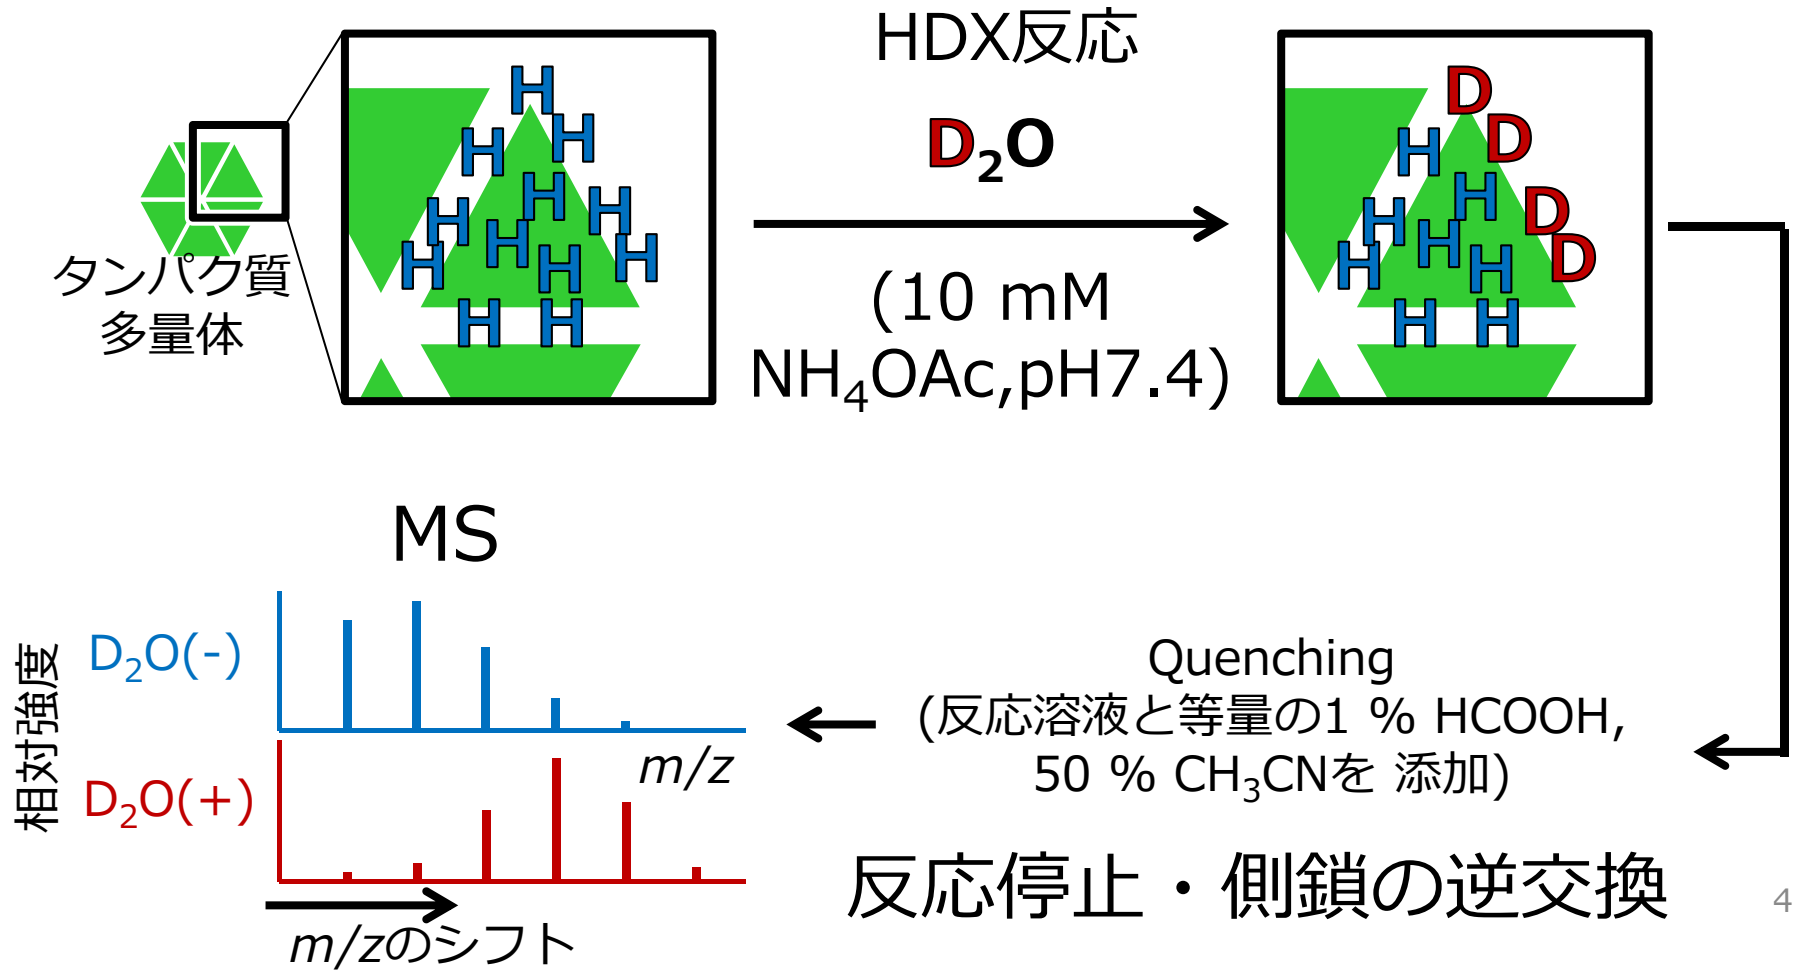 タンパク質
多量体
H
H
H
H
H
H
H
H
H
H
H
H
HDX反応
D₂O
(10 mM
NH₄OAc,pH7.4)
D
D
H
H
D
H
H
D
H
H
H
H
MS
相対強度
D₂O(-)
m/z
D₂O(+)
m/zのシフト
Quenching
(反応溶液と等量の1 % HCOOH,
50 % CH₃CNを 添加)
反応停止・側鎖の逆交換
4